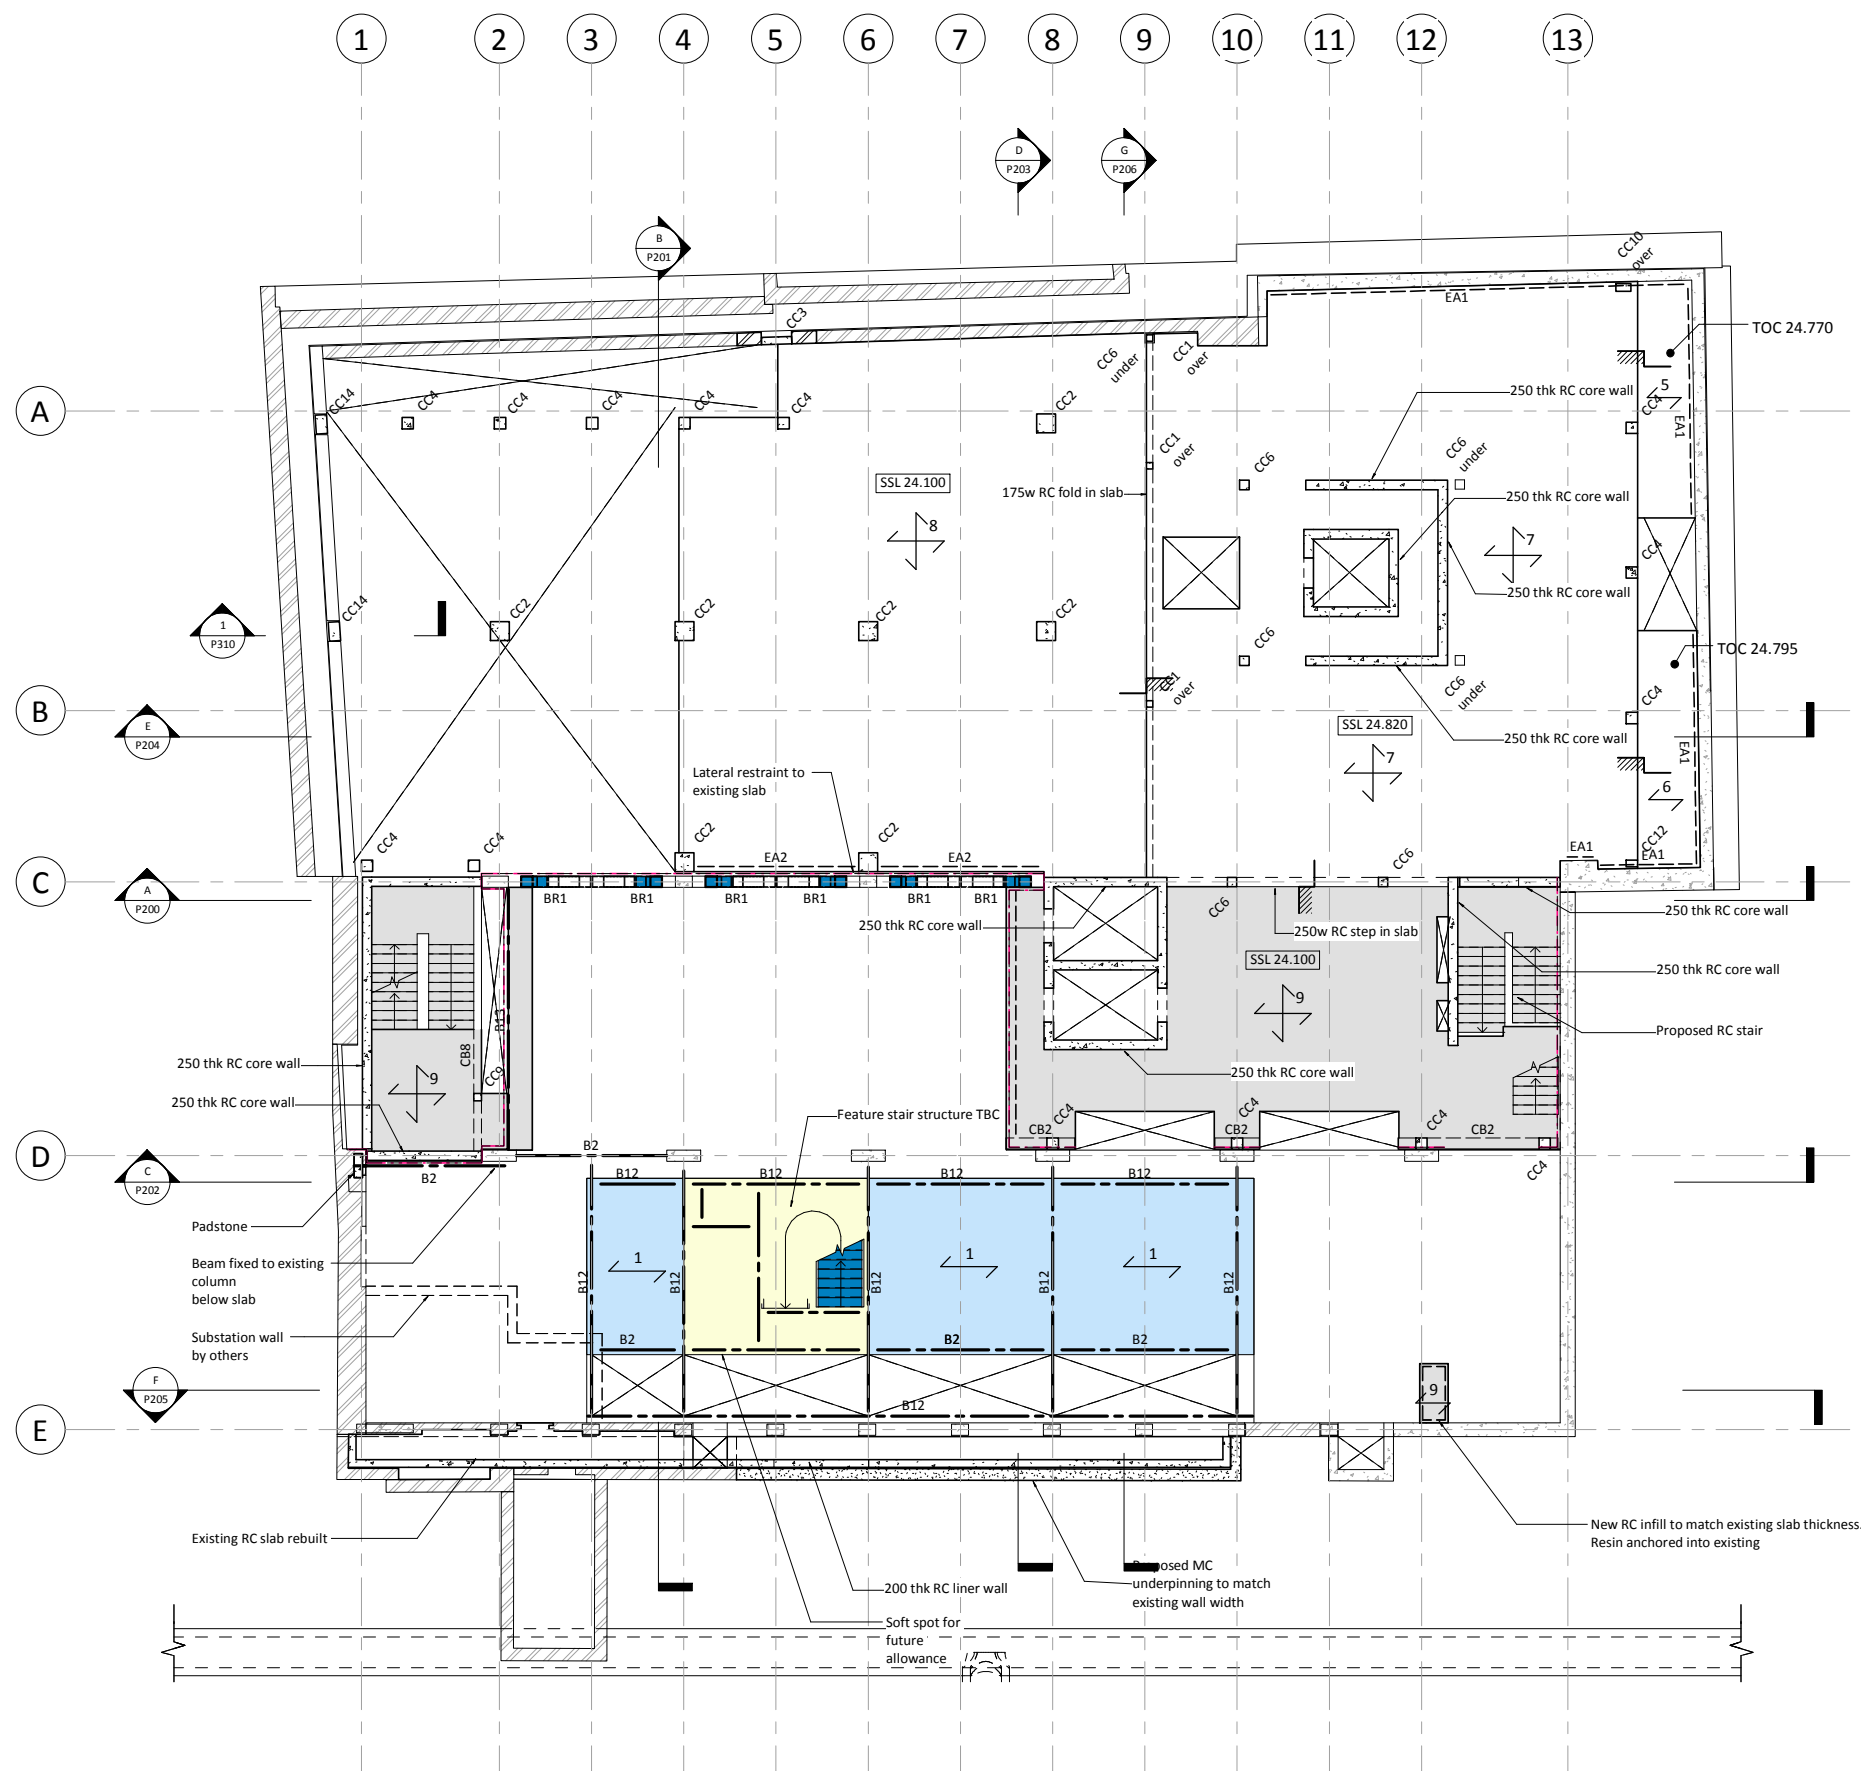 1 2 3 4 5 6 7 8 9 10 11 12 13
D
P203
G
P206
B
P201
CC10
over
EA1
CC3
CC6
under
CC1
over
TOC 24.770
5
CC4
EA1
250 thk RC core wall
A
CC14
CC4
CC4
CC4
CC4
CC4
CC2
CC1
over
CC6
CC6
under
SSL 24.100
8
175w RC fold in slab
250 thk RC core wall
7
CC4
250 thk RC core wall
CC14
CC2
CC2
CC2
CC2
CC6
CC6
under
1
P310
TOC 24.795
CC4
B
E
P204
CC1
over
SSL 24.820
7
250 thk RC core wall
EA1
6
Lateral restraint to
existing slab
CC4
CC4
CC2
CC2
EA2
EA2
CC6
EA1
CC12
EA1
C
A
P200
BR1
BR1
BR1
BR1
BR1
BR1
250 thk RC core wall
CC6
250w RC step in slab
250 thk RC core wall
SSL 24.100
9
250 thk RC core wall
B13
CB8
CC9
9
Proposed RC stair
250 thk RC core wall
250 thk RC core wall
250 thk RC core wall
Feature stair structure TBC
CC4
CC4
CC4
CB2
CB2
CB2
CC4
D
C
P202
B2
B2
B12
B12
B12
B12
Padstone
Beam fixed to existing
column
below slab
1
1
1
B12
B12
B12
B12
B12
Substation wall
by others
B2
B2
B2
F
P205
9
B12
E
Existing RC slab rebuilt
New RC infill to match existing slab thickness.
Resin anchored into existing
200 thk RC liner wall
Proposed MC
underpinning to match
existing wall width
Soft spot for
future
allowance